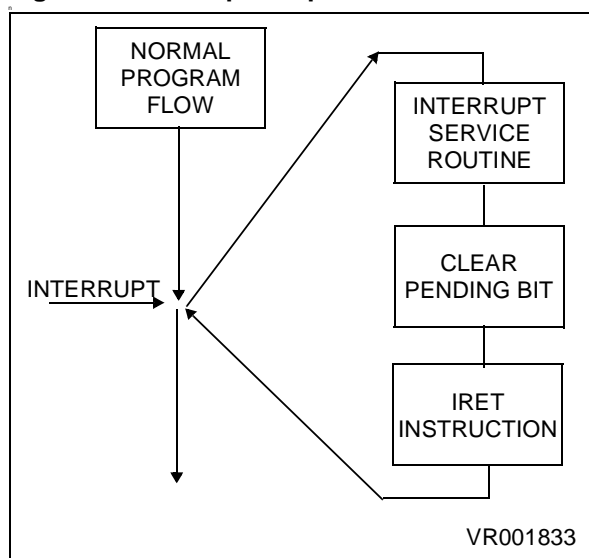 NORMAL
PROGRAM
FLOW
INTERRUPT
SERVICE
ROUTINE
CLEAR
PENDING BIT
INTERRUPT
IRET
INSTRUCTION
VR001833